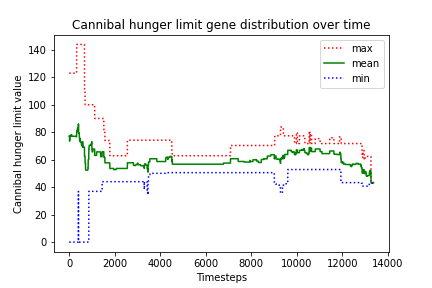 Cannibal hunger limit gene distribution over time
Cannibal hunger limit value
140
120
100
80
60
40
20
0
max
mean
min
0
2000
4000
6000
8000
10000
12000
14000
Timesteps